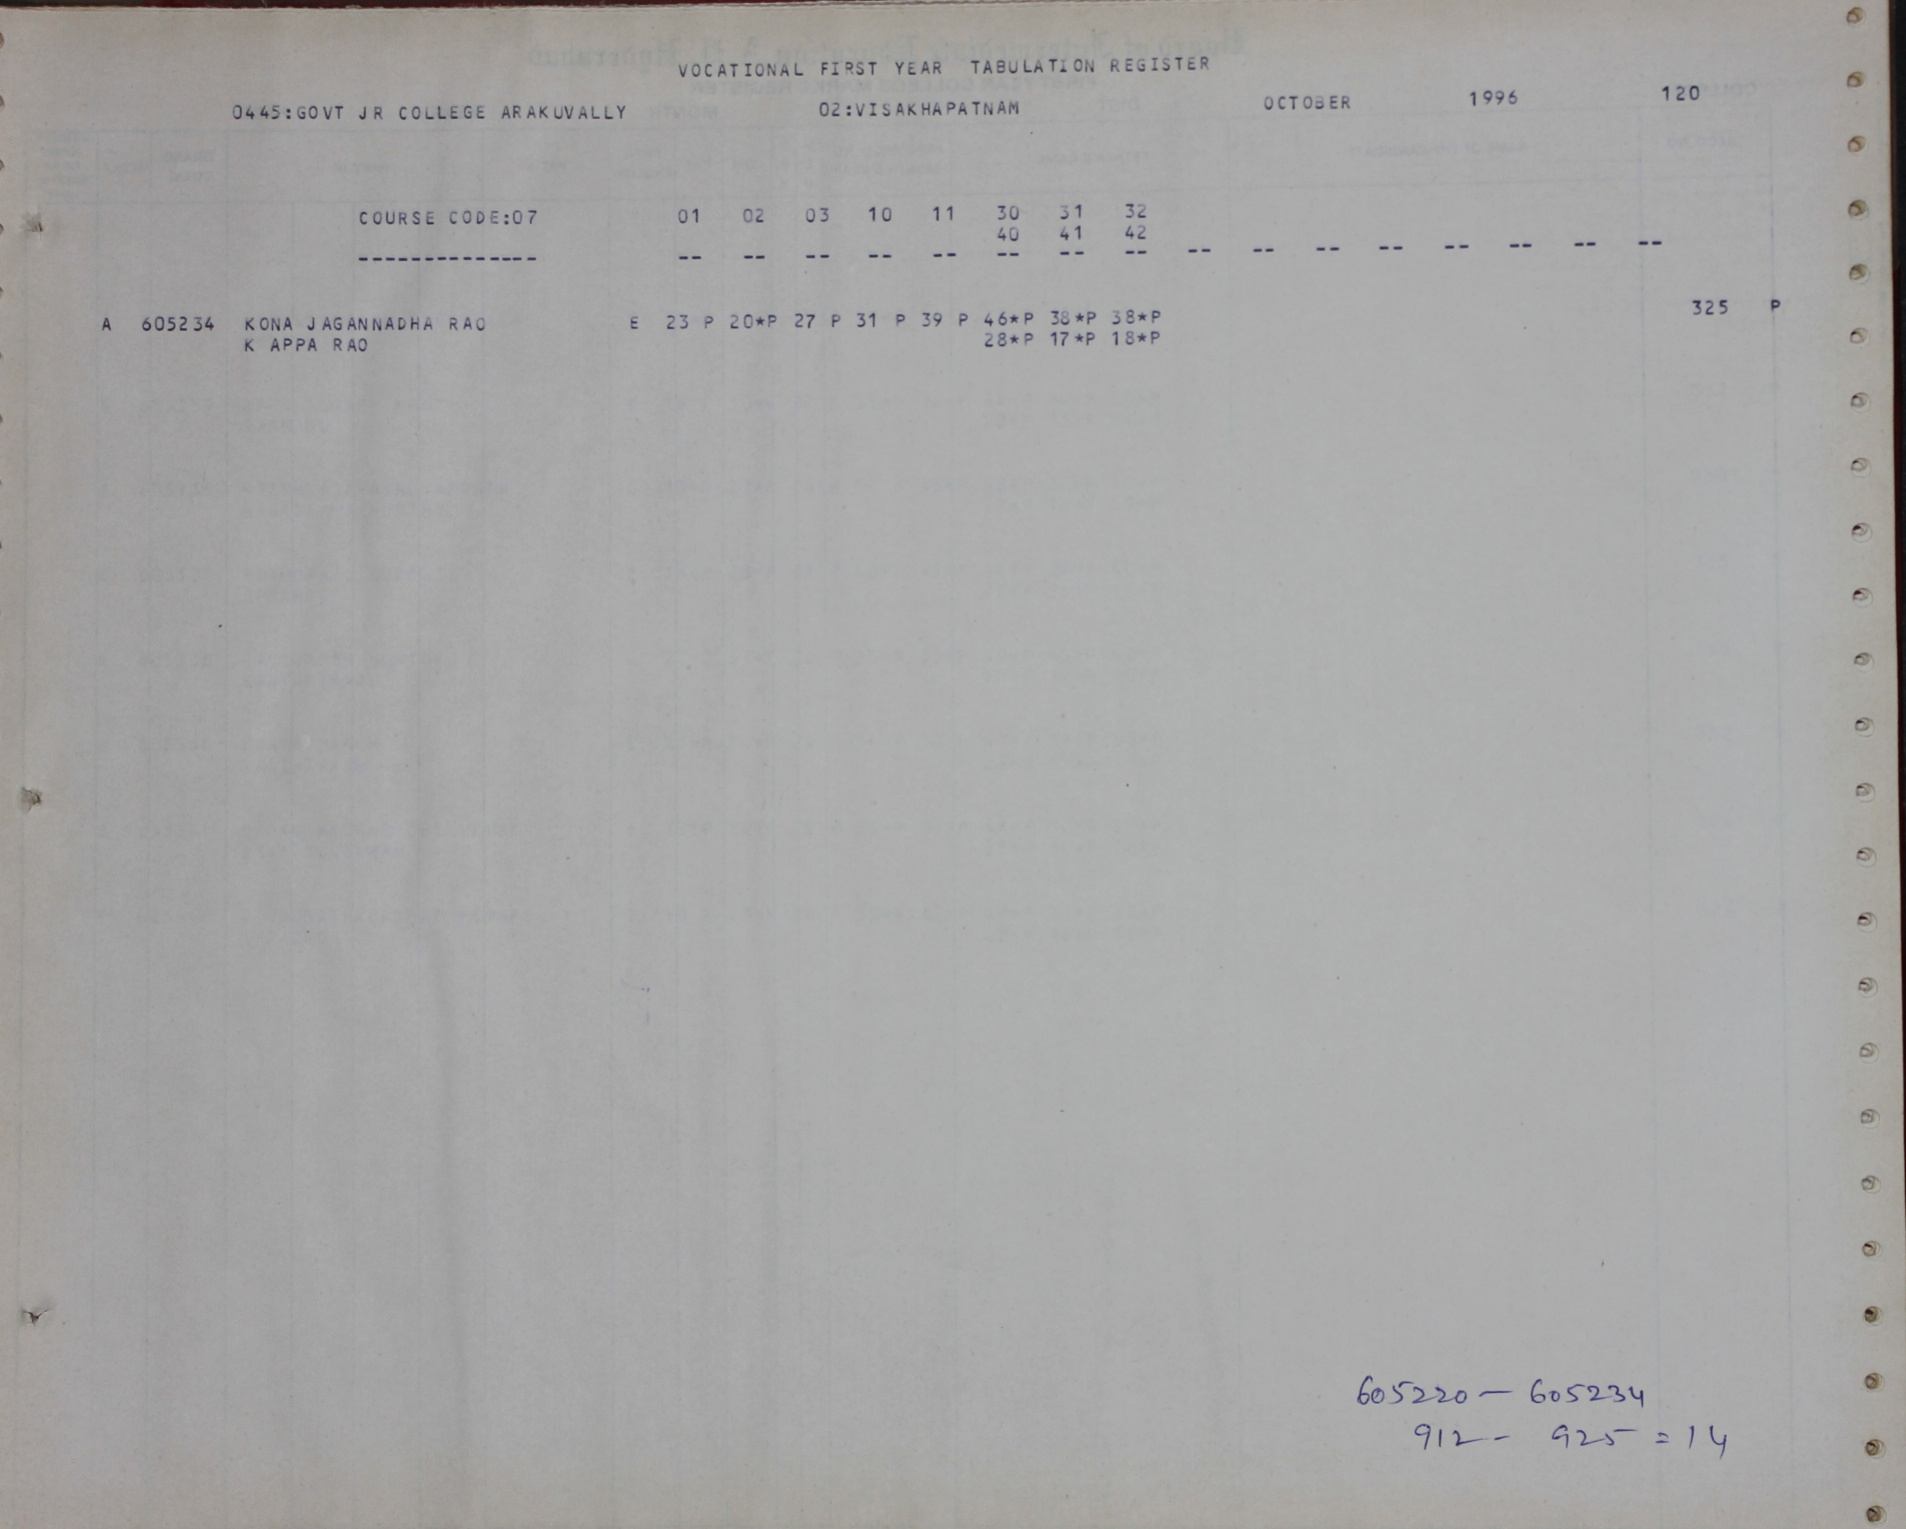 VOCATIONAL FIRST YEAR TABULATION REGISTER
0445:GOVT JR COLLEGE ARAKUVALLY 02:VISAKHAPATNAM OCTOBER 1996 120
COURSE CODE:07 01 02 03 10 11 30 31 32
40 41 42
-------------- -- -- -- -- -- -- -- -- -- -- -- -- -- -- -- --
A 605234 KONA JAGANNADHA RAO E 23 P 20*P 27 P 31 P 39 P 46*P 38*P 38*P 325 P
K APPA RAO 28*P 17*P 18*P
605220 — 605234
912 - 925 = 14